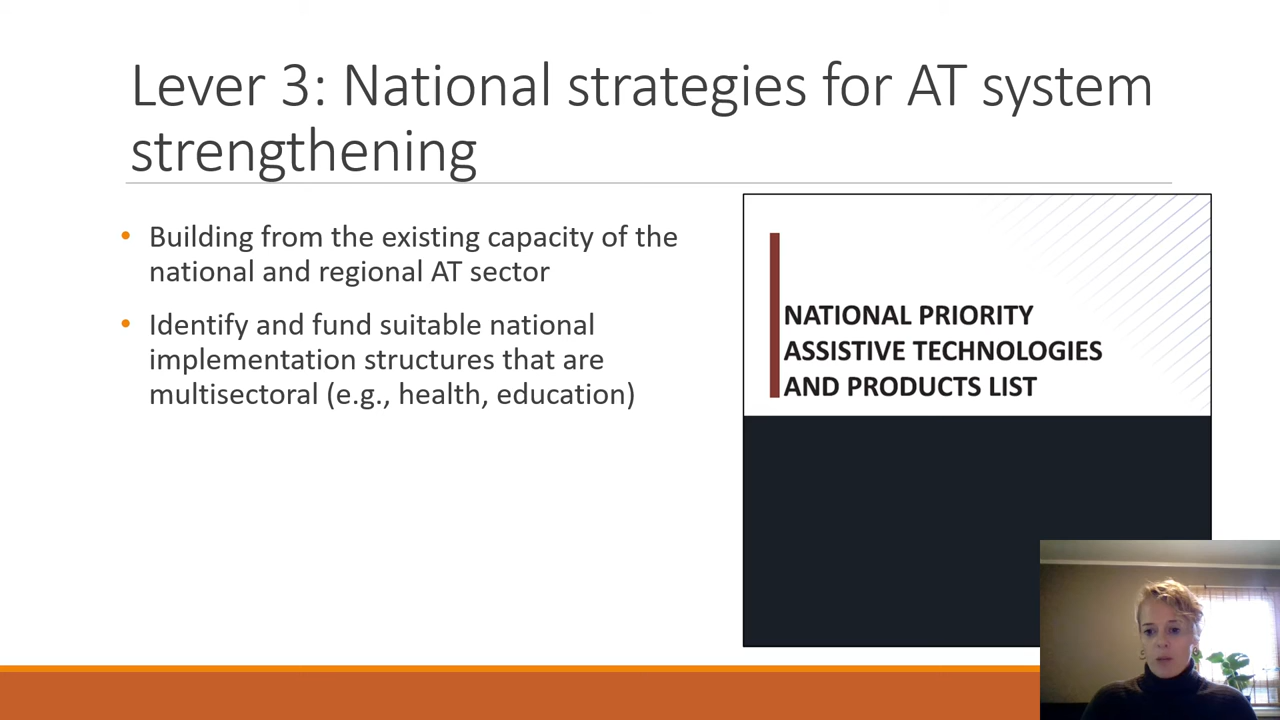 Lever 3: National strategies for AT system
strengthening
• Building from the existing capacity of the
national and regional AT sector
• Identify and fund suitable national
implementation structures that are
multisectoral (e.g., health, education)
NATIONAL PRIORITY
ASSISTIVE TECHNOLOGIES
AND PRODUCTS LIST